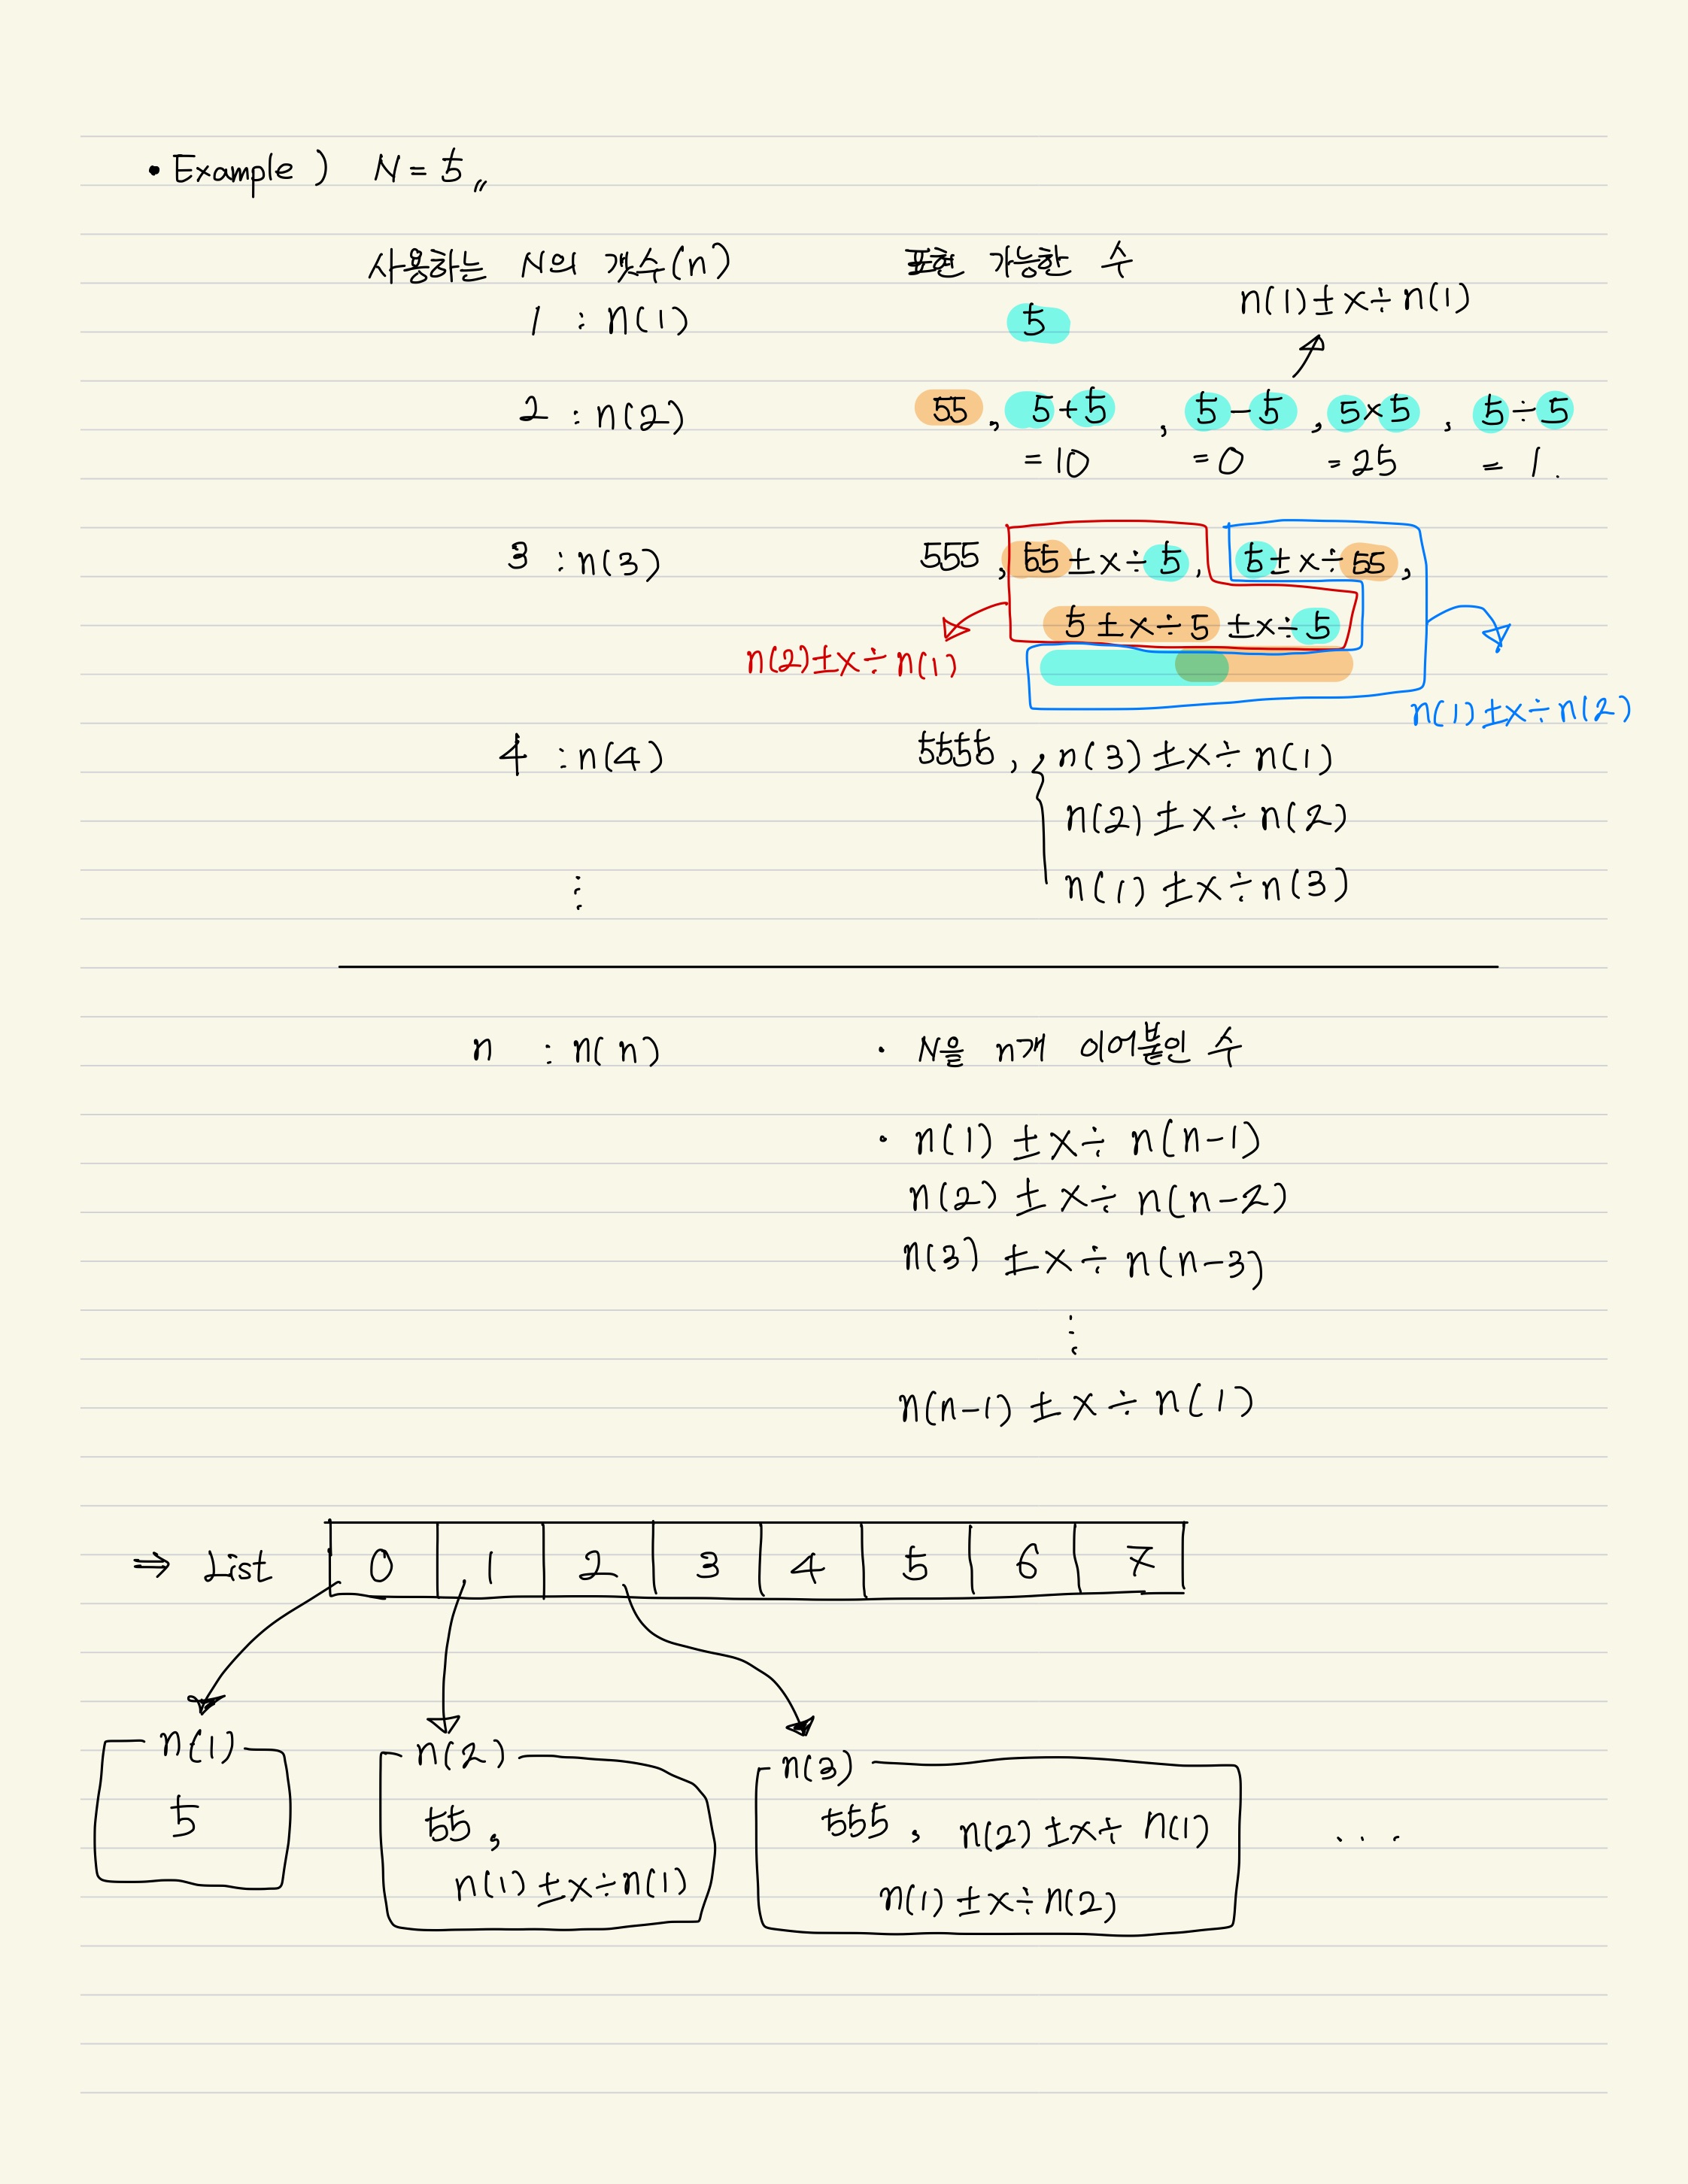 • Example ) N = 5 〃
사용하는 N의 갯수(n) 표현 가능한 수
1 : n(1) 5 n(1) ± × ÷ n(1)
2 : n(2) 55 , 5+5 , 5-5 , 5×5 , 5÷5
=10 =0 =25 = 1 .
3 : n(3) 555 , 55 ± × ÷ 5 , 5 ± × ÷ 55 ,
5 ± × ÷ 5 ± × ÷ 5
n(2) ± × ÷ n(1)
n(1) ± × ÷ n(2)
4 : n(4) 5555 , n(3) ± × ÷ n(1)
n(2) ± × ÷ n(2)
n(1) ± × ÷ n(3)
⋮
n : n(n) · N을 n개 이어붙인 수
· n(1) ± × ÷ n(n-1)
n(2) ± × ÷ n(n-2)
n(3) ± × ÷ n(n-3)
⋮
n(n-1) ± × ÷ n(1)
⇒ List 0 1 2 3 4 5 6 7
n(1) n(2) n(3)
5 55 , 555 , n(2) ± × ÷ n(1) ...
n(1) ± × ÷ n(1) n(1) ± × ÷ n(2)